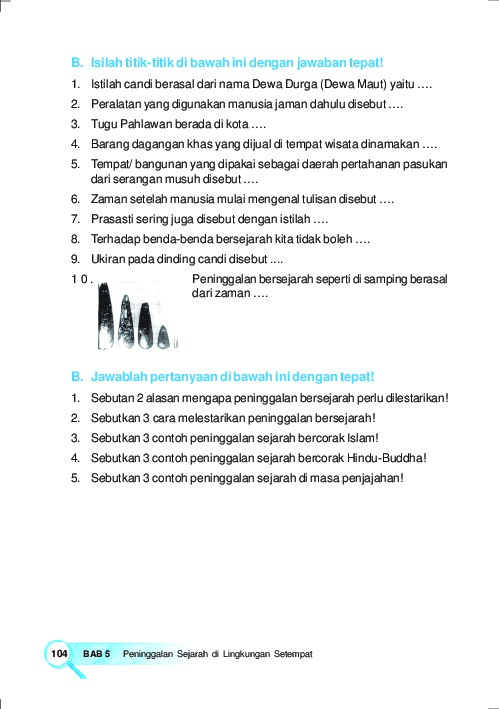 B. Isilah titik-titik di bawah ini dengan jawaban tepat!
1. Istilah candi berasal dari nama Dewa Durga (Dewa Maut) yaitu ….
2. Peralatan yang digunakan manusia jaman dahulu disebut ….
3. Tugu Pahlawan berada di kota ….
4. Barang dagangan khas yang dijual di tempat wisata dinamakan ….
5. Tempat/ bangunan yang dipakai sebagai daerah pertahanan pasukan
dari serangan musuh disebut ….
6. Zaman setelah manusia mulai mengenal tulisan disebut ….
7. Prasasti sering juga disebut dengan istilah ….
8. Terhadap benda-benda bersejarah kita tidak boleh ….
9. Ukiran pada dinding candi disebut ....
10. Peninggalan bersejarah seperti di samping berasal
dari zaman ….
B. Jawablah pertanyaan di bawah ini dengan tepat!
1. Sebutan 2 alasan mengapa peninggalan bersejarah perlu dilestarikan!
2. Sebutkan 3 cara melestarikan peninggalan bersejarah!
3. Sebutkan 3 contoh peninggalan sejarah bercorak Islam!
4. Sebutkan 3 contoh peninggalan sejarah bercorak Hindu-Buddha!
5. Sebutkan 3 contoh peninggalan sejarah di masa penjajahan!
104 BAB 5 Peninggalan Sejarah di Lingkungan Setempat